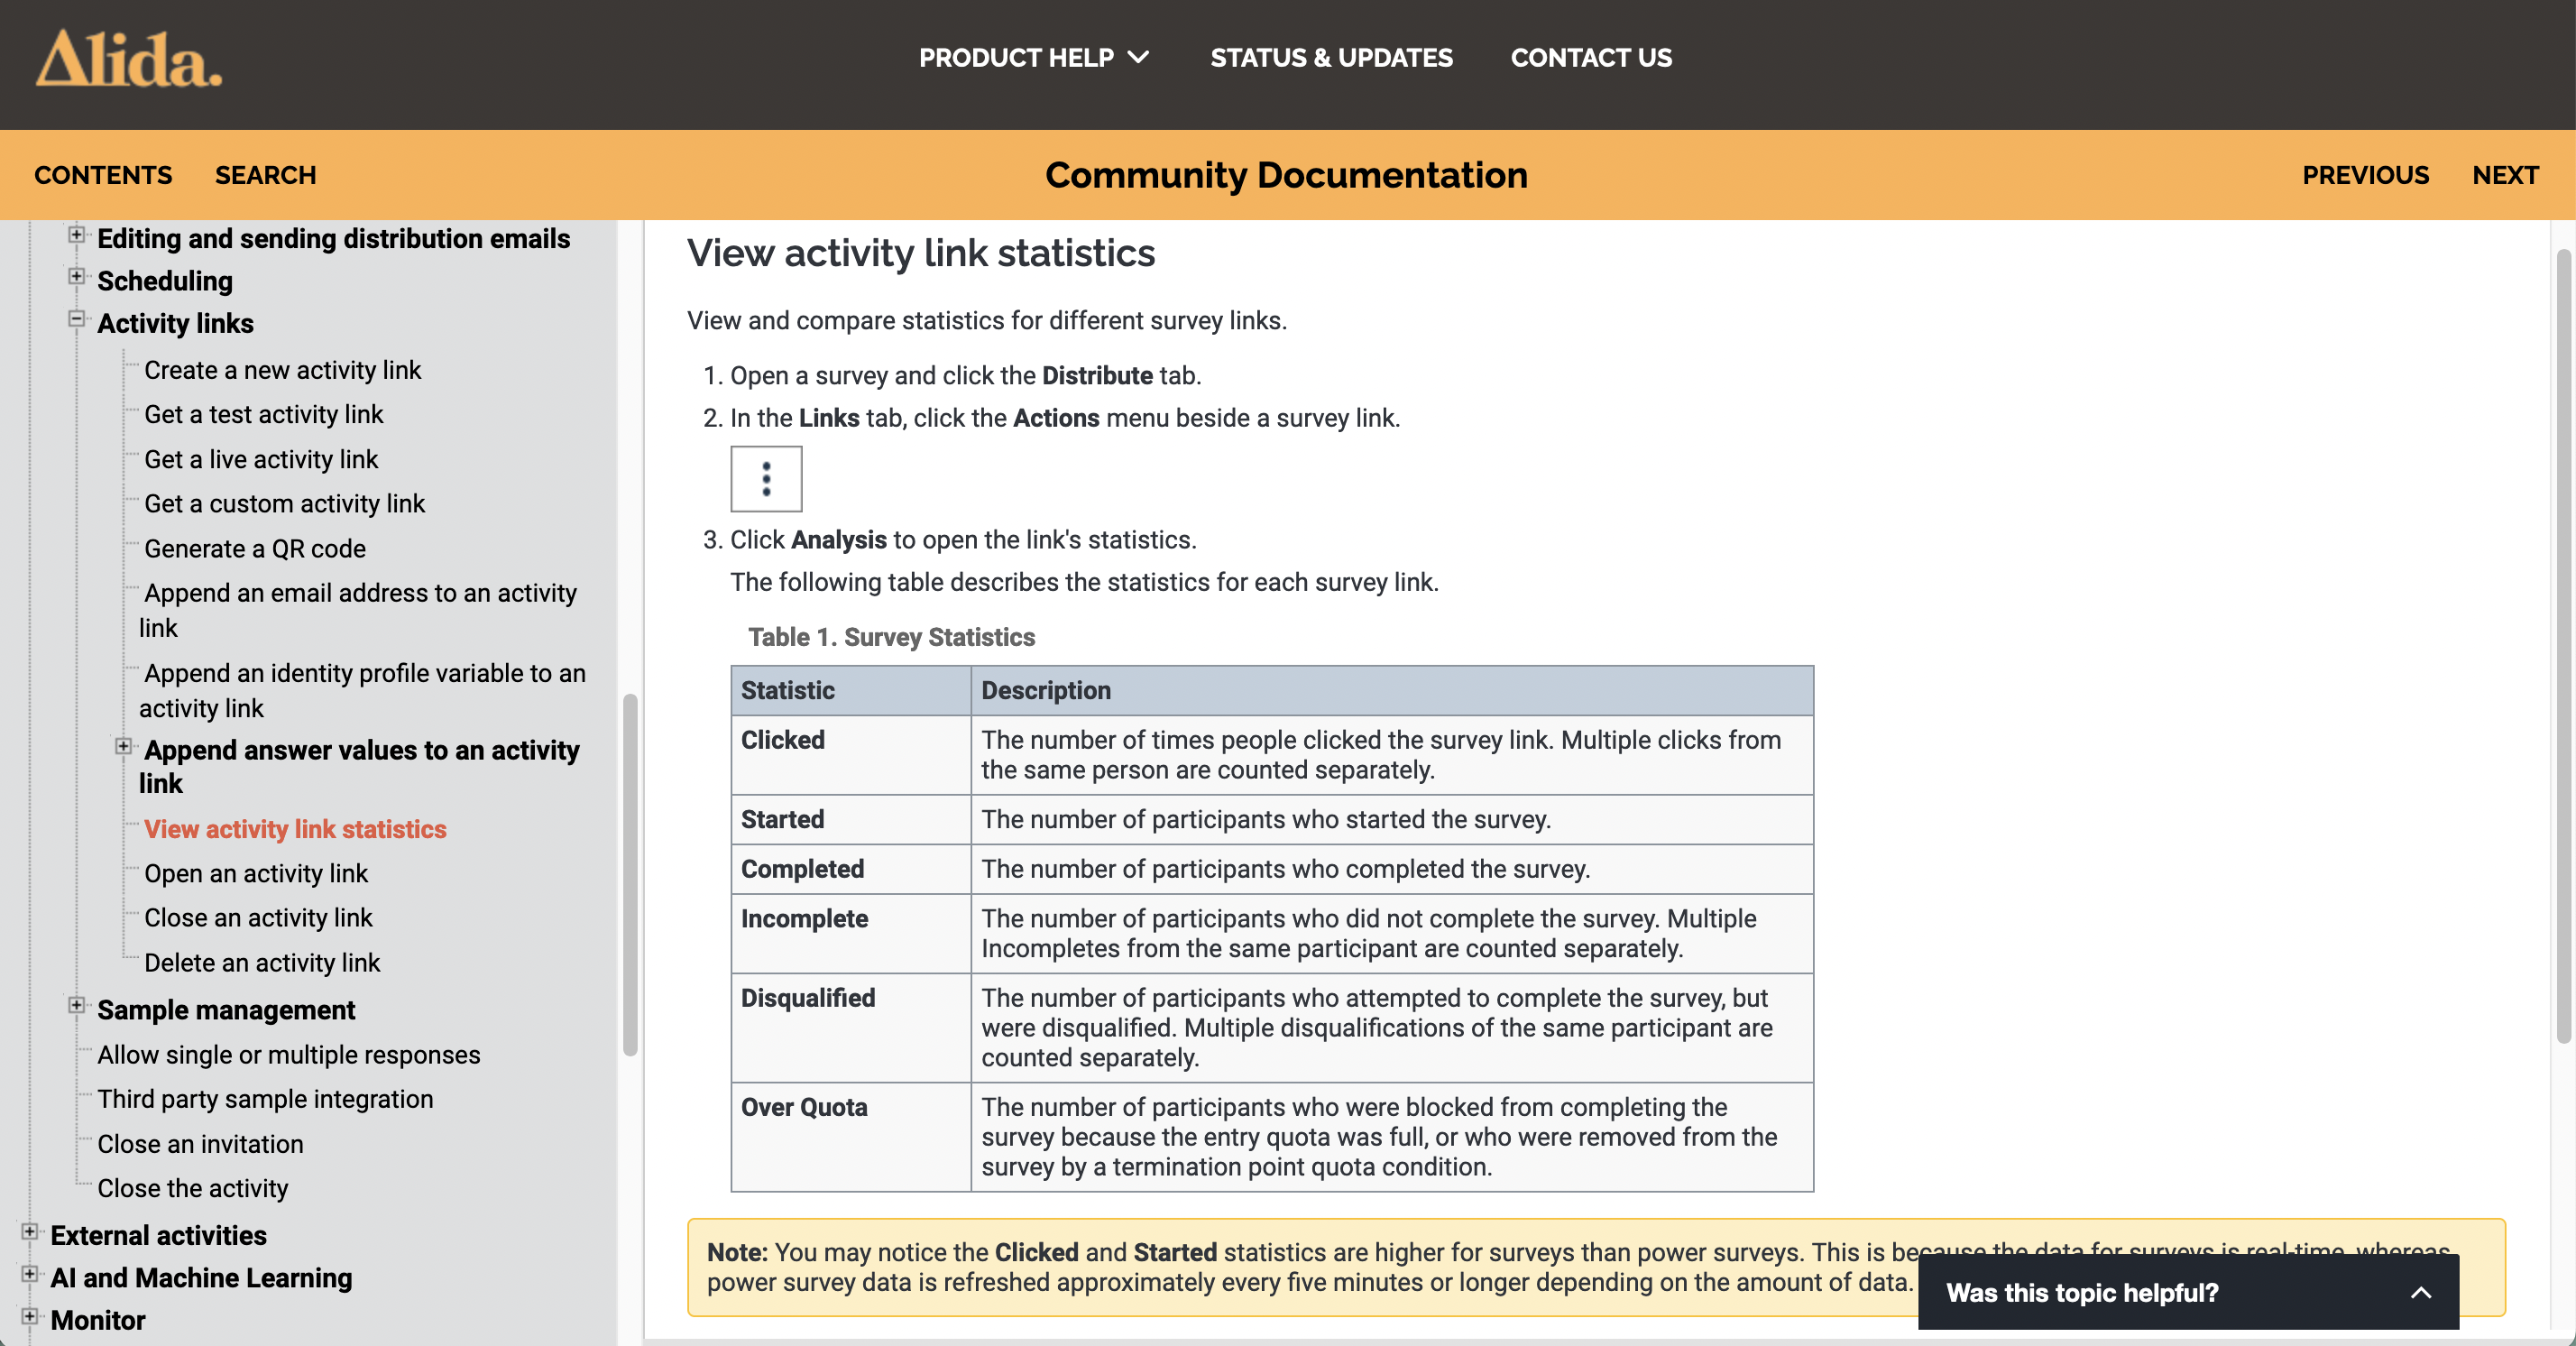 Alida.
PRODUCT HELP
STATUS & UPDATES
CONTACT US
CONTENTS
SEARCH
Community Documentation
PREVIOUS
NEXT
Editing and sending distribution emails
Scheduling
Activity links
Create a new activity link
Get a test activity link
Get a live activity link
Get a custom activity link
Generate a QR code
Append an email address to an activity
link
Append an identity profile variable to an
activity link
Append answer values to an activity
link
View activity link statistics
Open an activity link
Close an activity link
Delete an activity link
Sample management
Allow single or multiple responses
Third party sample integration
Close an invitation
Close the activity
External activities
AI and Machine Learning
Monitor
View activity link statistics
View and compare statistics for different survey links.
1. Open a survey and click the Distribute tab.
2. In the Links tab, click the Actions menu beside a survey link.
3. Click Analysis to open the link's statistics.
The following table describes the statistics for each survey link.
Table 1. Survey Statistics
Statistic
Description
Clicked
The number of times people clicked the survey link. Multiple clicks from
the same person are counted separately.
Started
The number of participants who started the survey.
Completed
The number of participants who completed the survey.
Incomplete
The number of participants who did not complete the survey. Multiple
Incompletes from the same participant are counted separately.
Disqualified
The number of participants who attempted to complete the survey, but
were disqualified. Multiple disqualifications of the same participant are
counted separately.
Over Quota
The number of participants who were blocked from completing the
survey because the entry quota was full, or who were removed from the
survey by a termination point quota condition.
Note: You may notice the Clicked and Started statistics are higher for surveys than power surveys. This is because the data for surveys is real-time, whereas
power survey data is refreshed approximately every five minutes or longer depending on the amount of data.
Was this topic helpful?